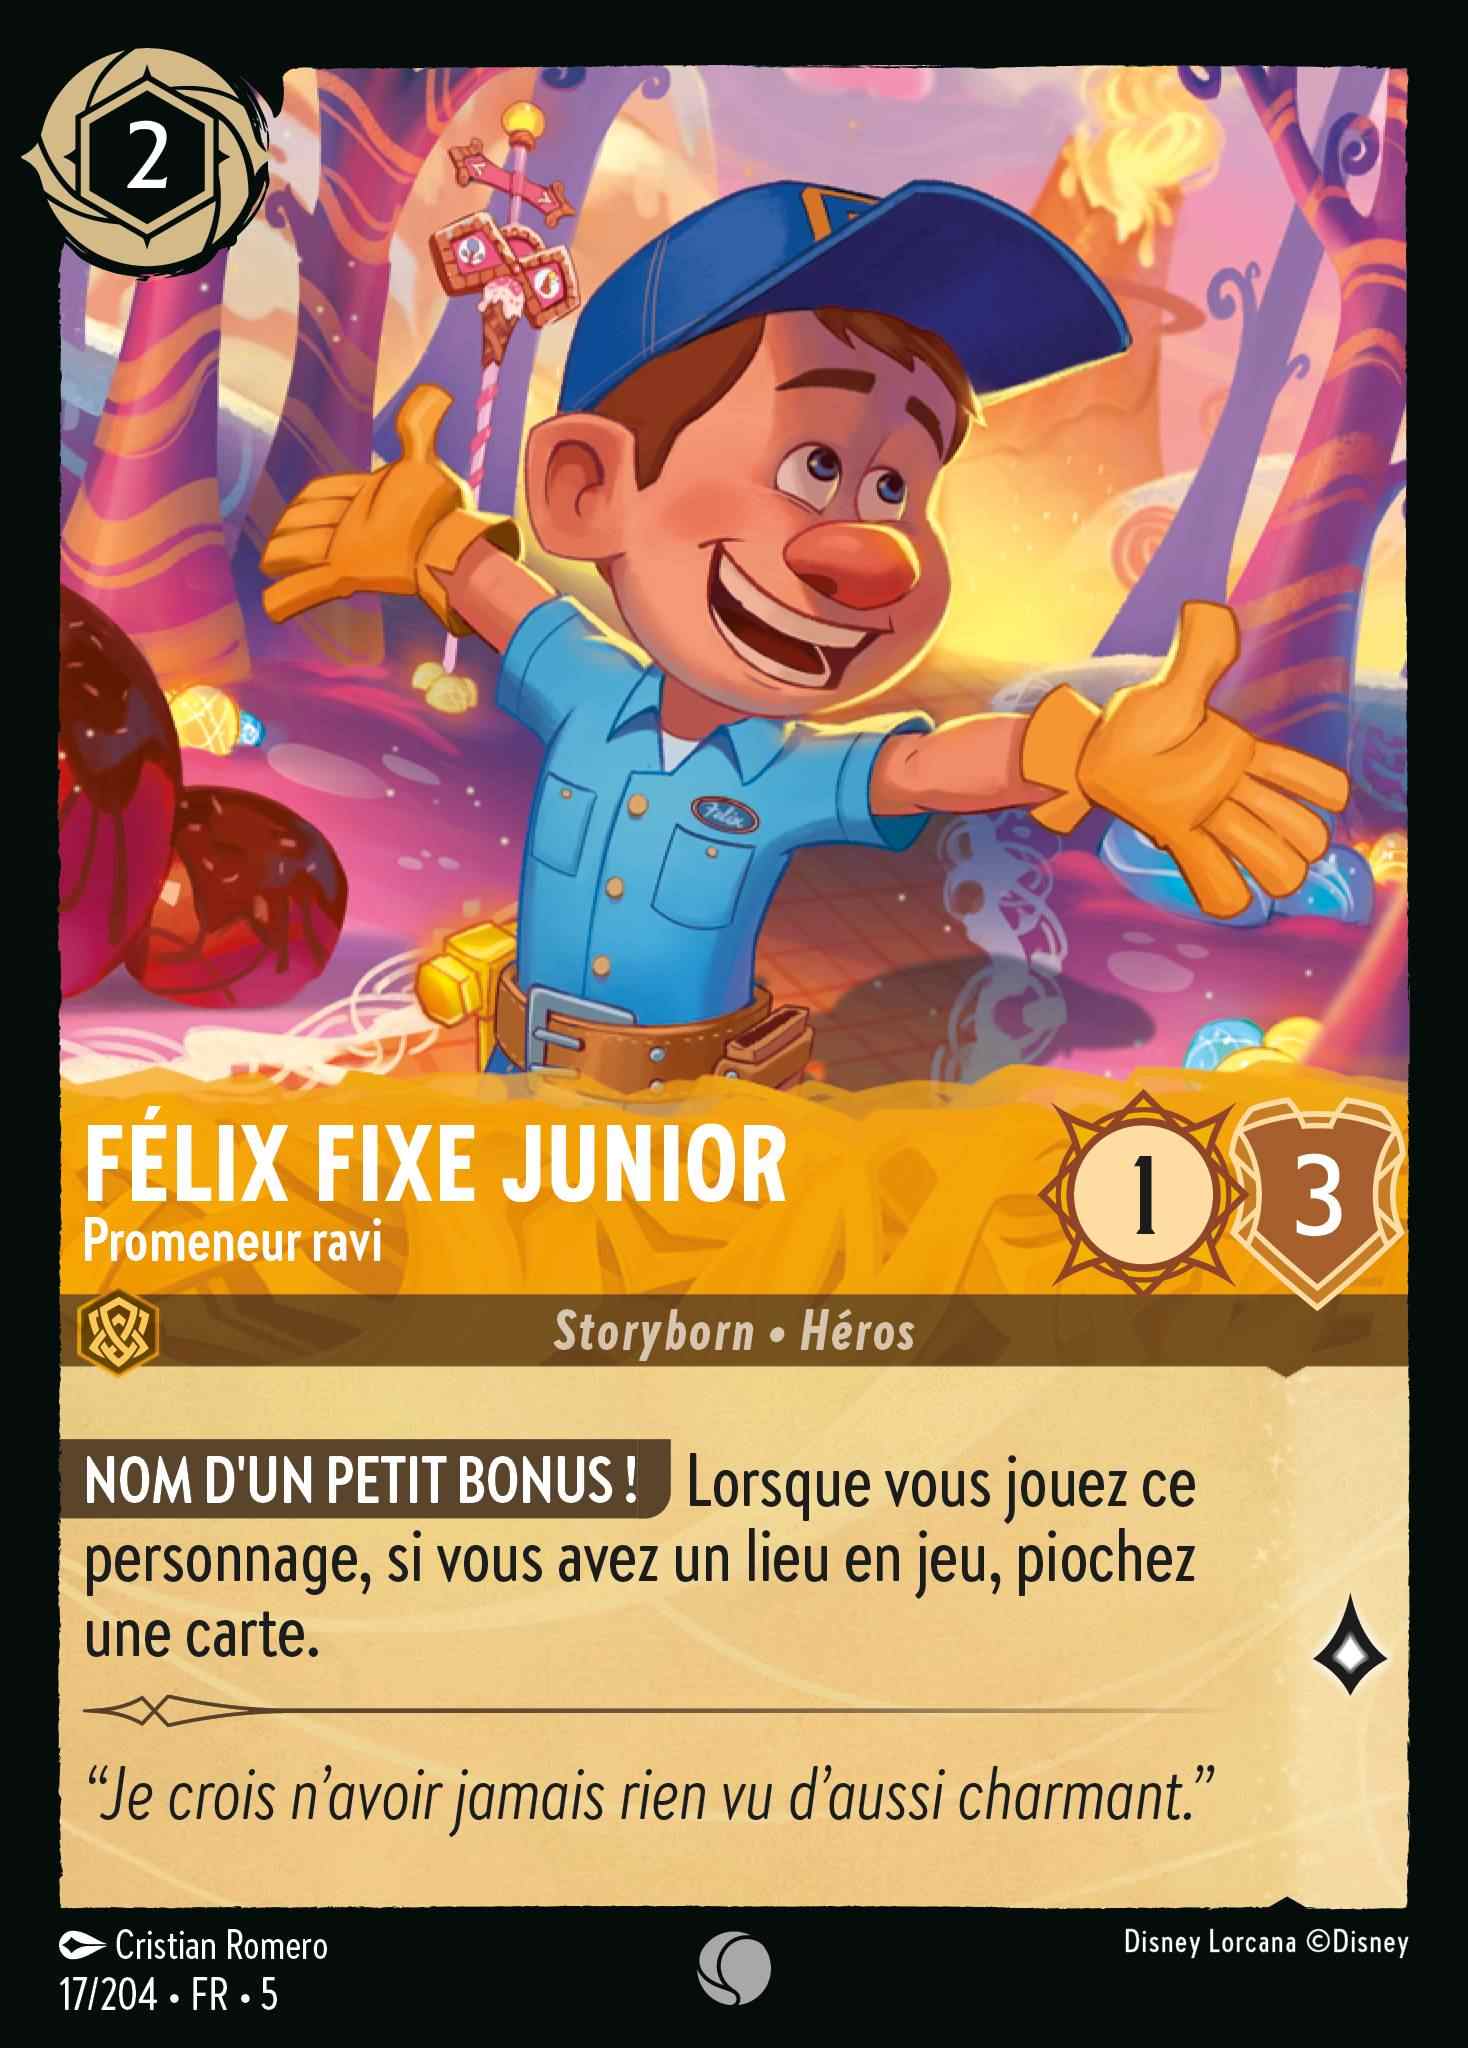 2
Felix
FÉLIX FIXE JUNIOR
1
3
Promeneur ravi
Storyborn • Héros
NOM D'UN PETIT BONUS ! Lorsque vous jouez ce
personnage, si vous avez un lieu en jeu, piochez
une carte.
“Je crois n’avoir jamais rien vu d’aussi charmant.”
Cristian Romero
Disney Lorcana ©Disney
17/204 • FR • 5